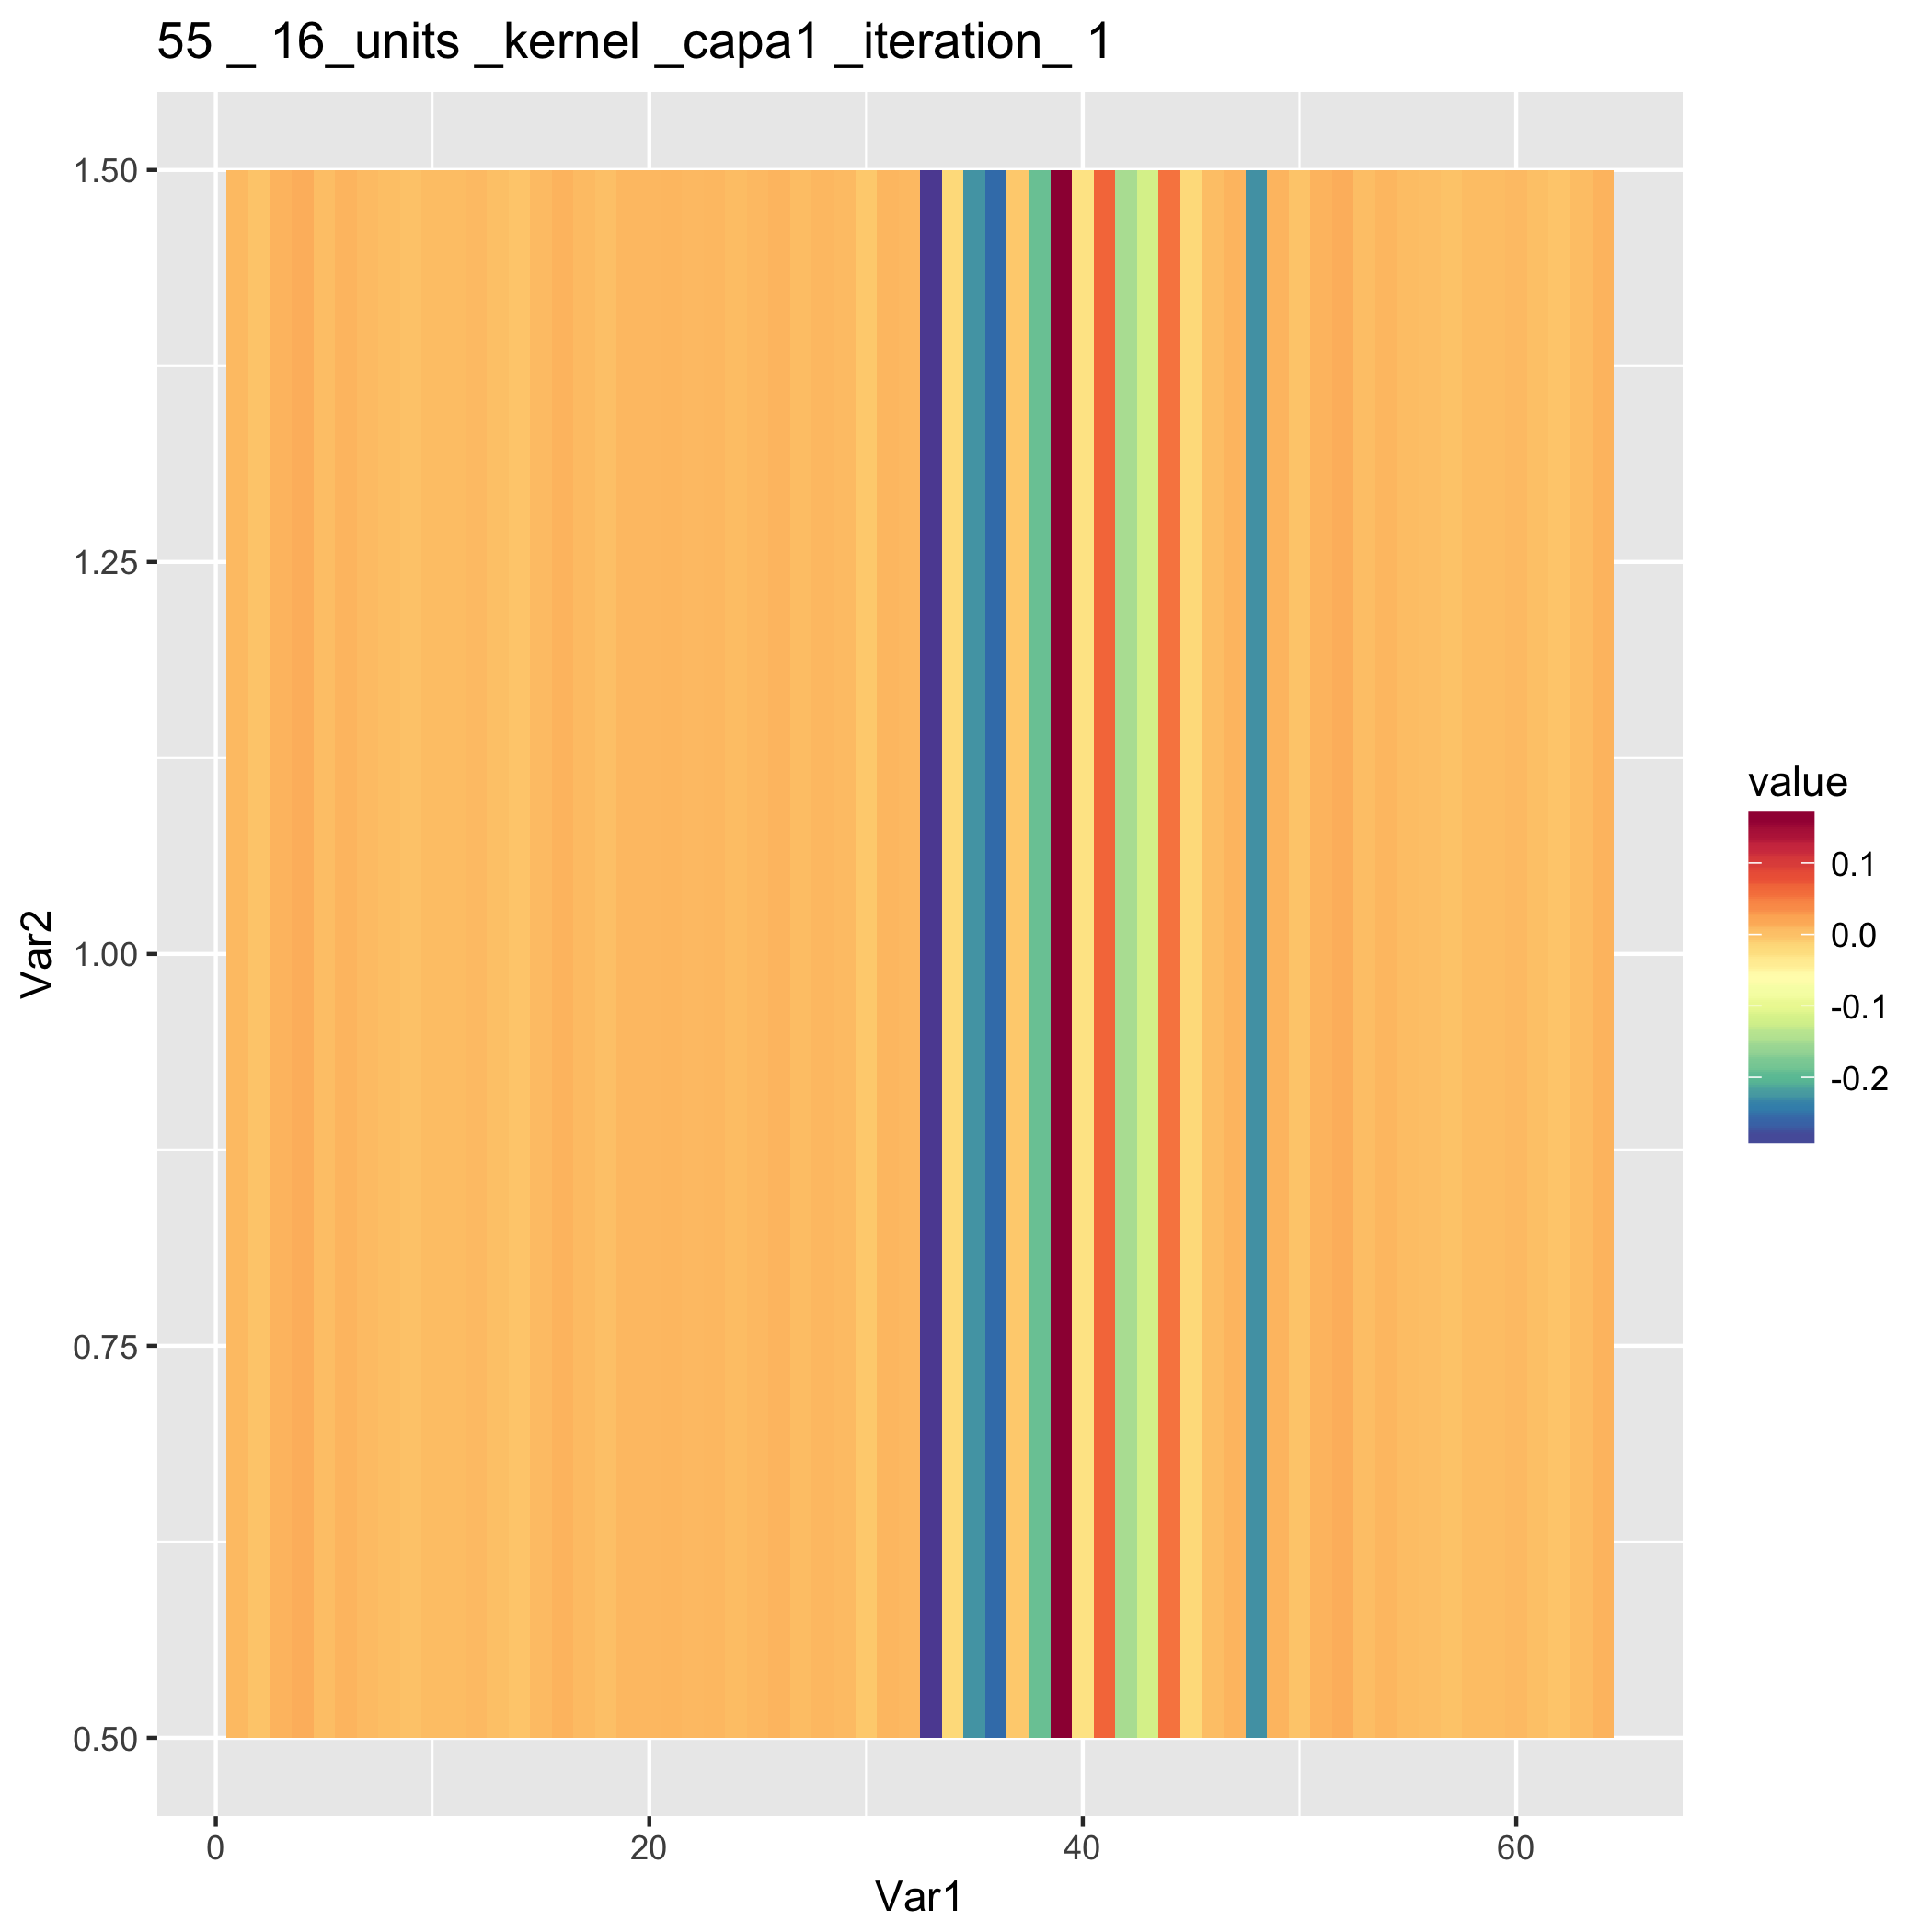 55 _ 16_units _kernel _capa1 _iteration_ 1
1.50
1.25
1.00
0.75
0.50
Var2
0 20 40 60
Var1
value
0.1
0.0
-0.1
-0.2